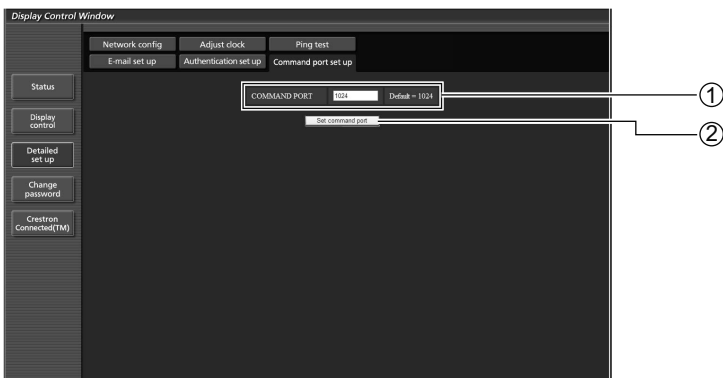 Display Control Window
Network config Adjust clock Ping test
E-mail set up Authentication set up Command port set up
Status
Display
control
Detailed
set up
Change
password
Crestron
Connected(TM)
COMMAND PORT 1024 Default = 1024
Set command port
①
②